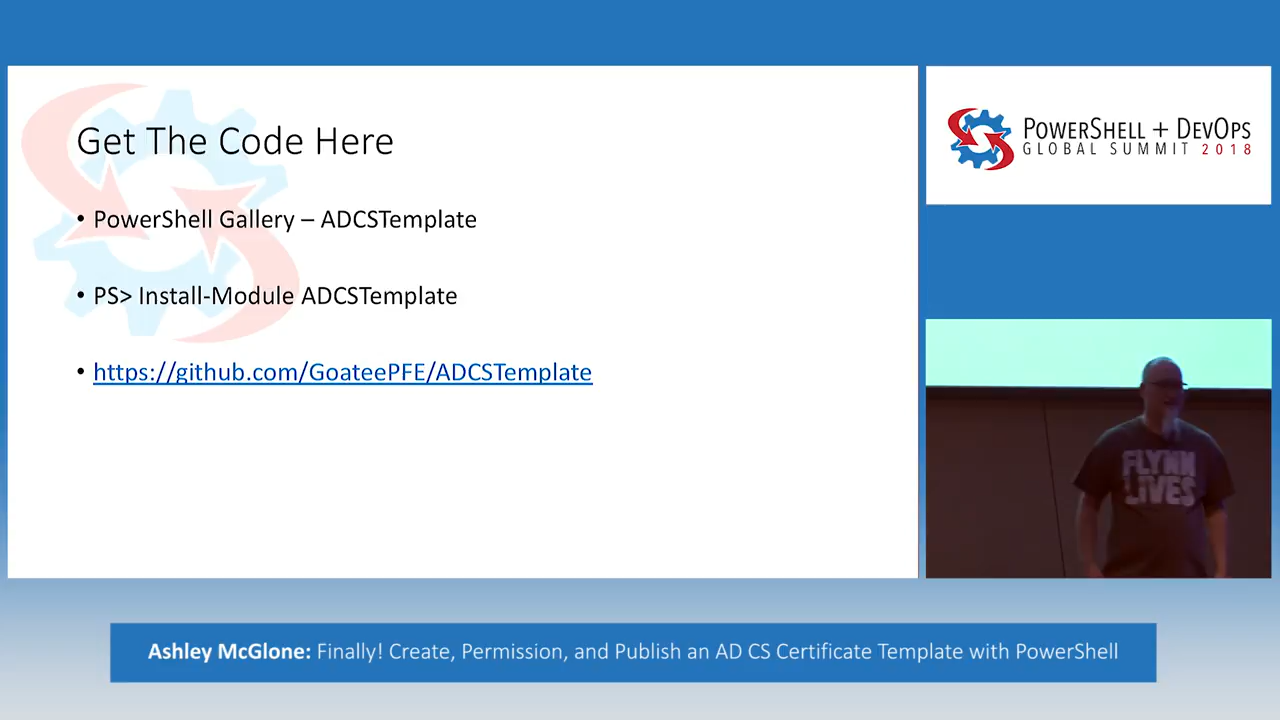 Get The Code Here
• PowerShell Gallery – ADCSTemplate
• PS> Install-Module ADCSTemplate
• https://github.com/GoateePFE/ADCSTemplate
POWERSHELL + DEVOPS
GLOBAL SUMMIT 2018
FLYNN
LIVES
Ashley McGlone: Finally! Create, Permission, and Publish an AD CS Certificate Template with PowerShell